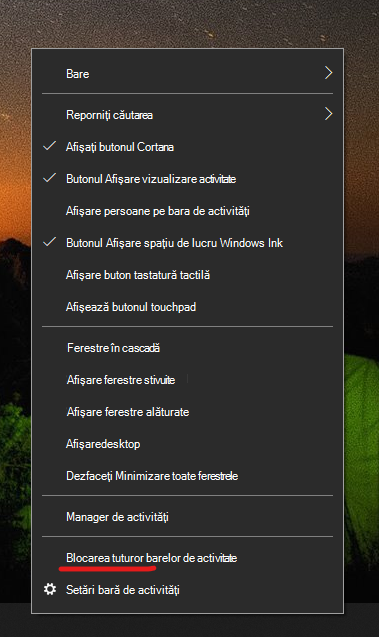 Bare
Reporniți căutarea
Afișați butonul Cortana
Butonul Afișare vizualizare activitate
Afișare persoane pe bara de activități
Butonul Afișare spațiu de lucru Windows Ink
Afișare buton tastatură tactilă
Afișează butonul touchpad
Ferestre în cascadă
Afișare ferestre stivuite
Afișare ferestre alăturate
Afișaredesktop
Dezfaceți Minimizare toate ferestrele
Manager de activități
Blocarea tuturor barelor de activitate
Setări bară de activități